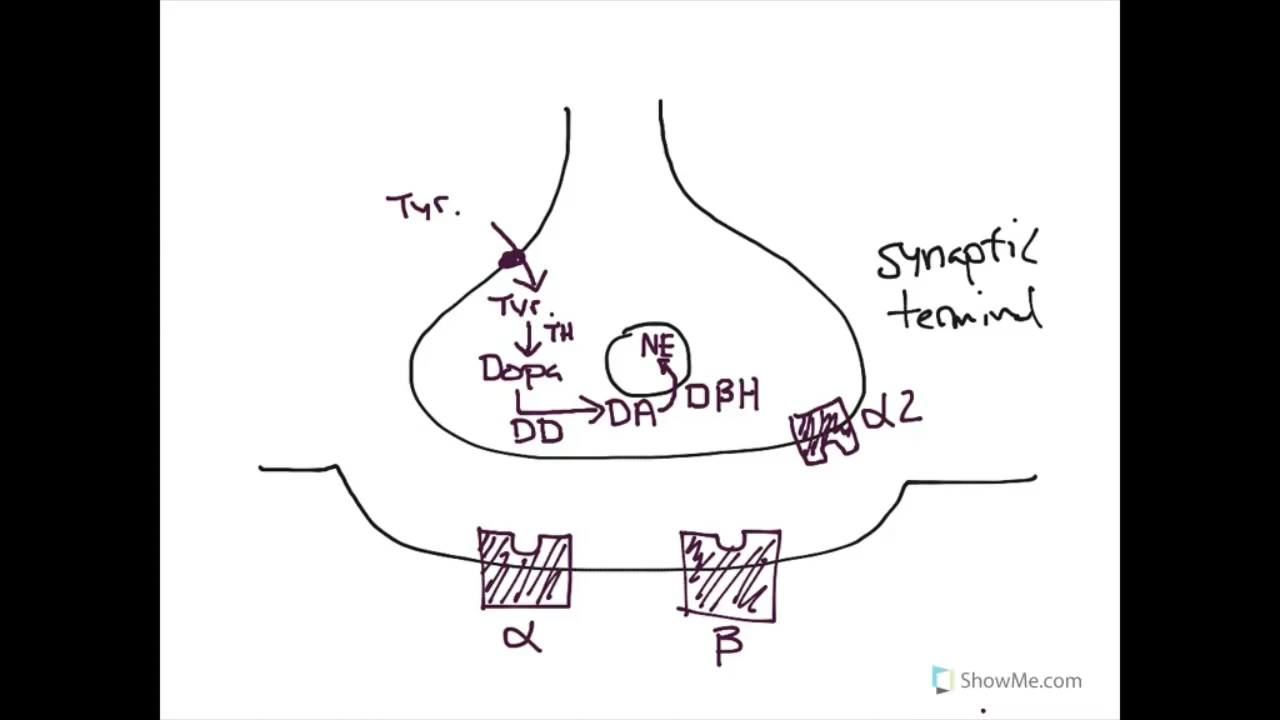 Tyr.
synaptic
terminal
Tyr.
TH
NE
Dopa
DA
DβH
α2
DD
α
β
ShowMe.com